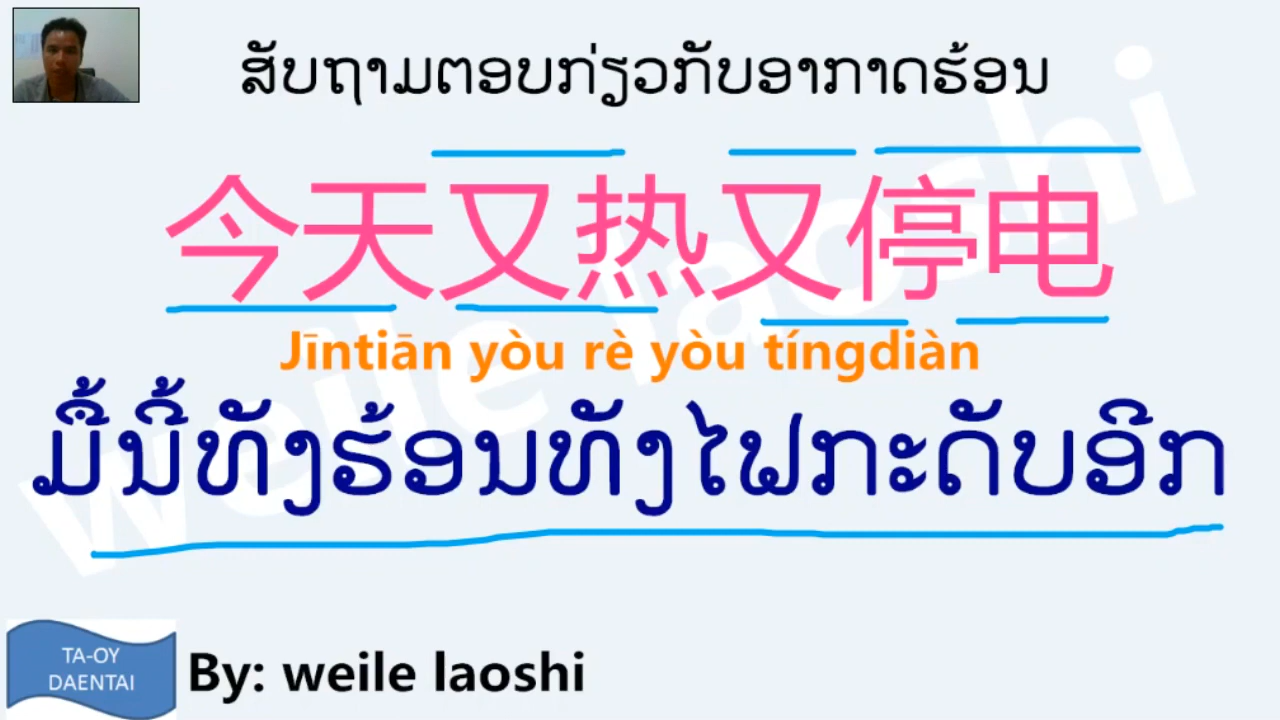 ສັບຖາມຕອບກ່ຽວກັບອາກາດຮ້ອນ
今天又热又停电
Jīntiān yòu rè yòu tíngdiàn
ມື້ນີ້ທັງຮ້ອນທັງໄຟກະດັບອີກ
weile laoshi
TA-OY
DAENTAI
By: weile laoshi